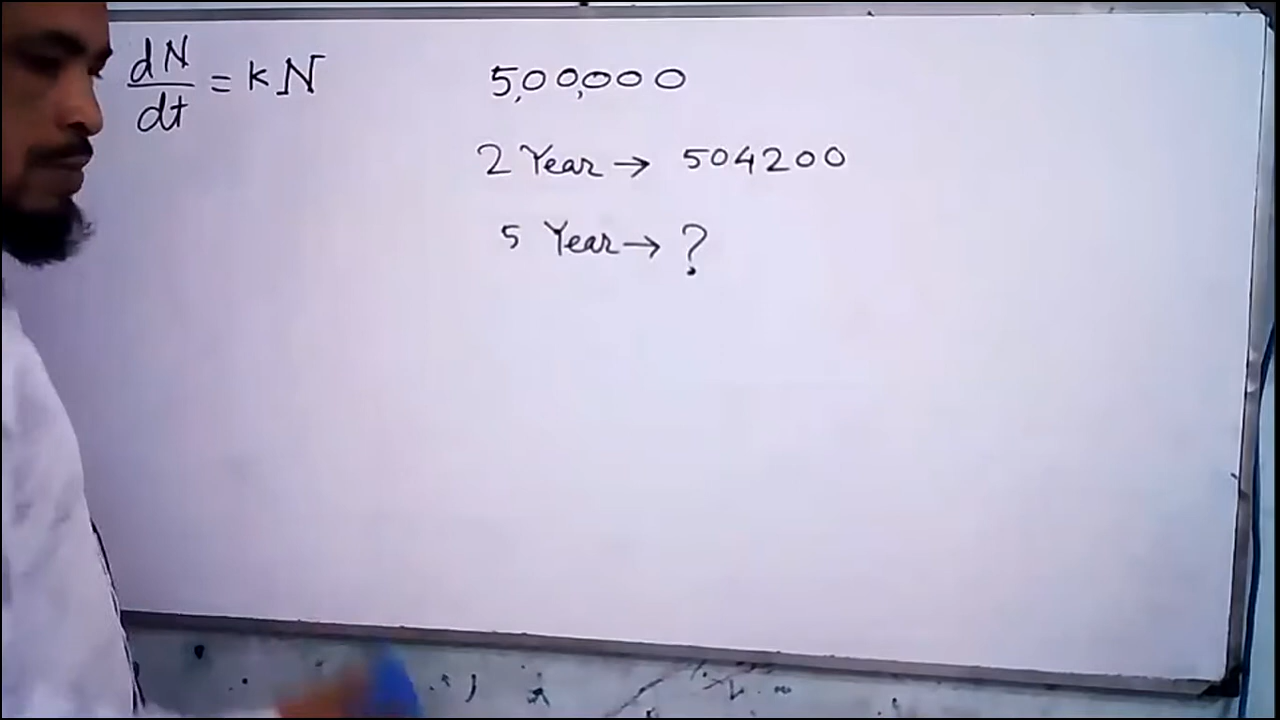 dN/dt = kN
5,00,000
2 Year → 504200
5 Year → ?